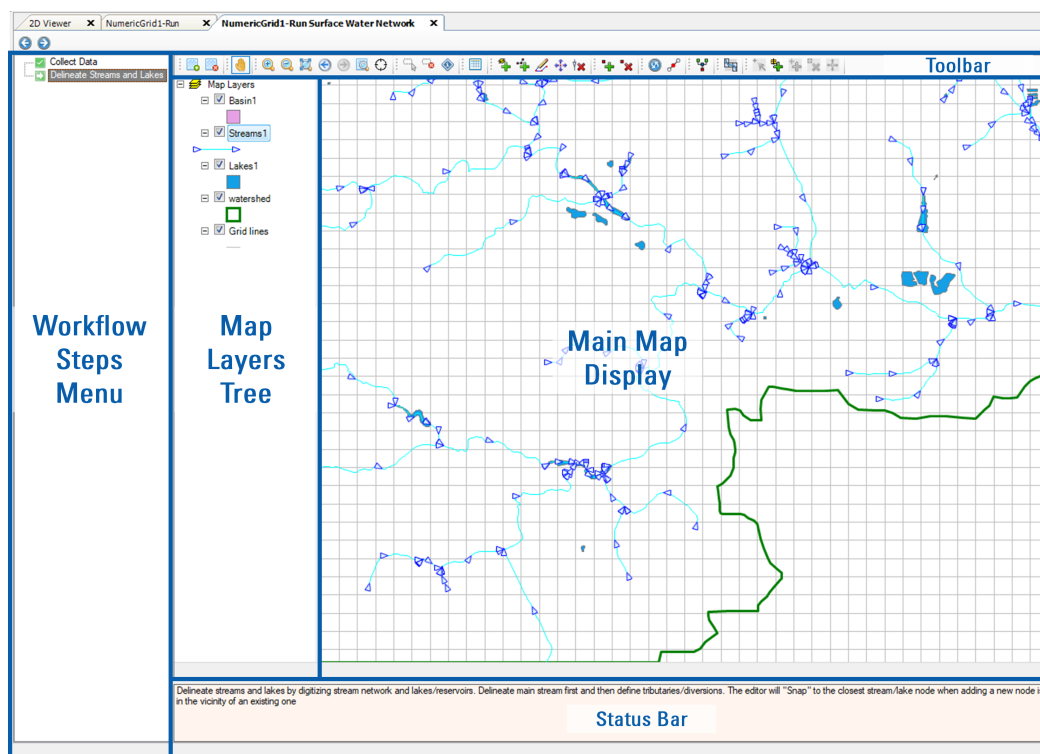 2D Viewer NumericGrid1-Run NumericGrid1-Run Surface Water Network
Collect Data
Delineate Streams and Lakes
Toolbar
Map Layers
Basin1
Streams1
Lakes1
watershed
Grid lines
Workflow
Steps
Menu
Map
Layers
Tree
Main Map
Display
Delineate streams and lakes by digitizing stream network and lakes/reservoirs. Delineate main stream first and then define tributaries/diversions. The editor will "Snap" to the closest stream/lake node when adding a new node is
in the vicinity of an existing one
Status Bar